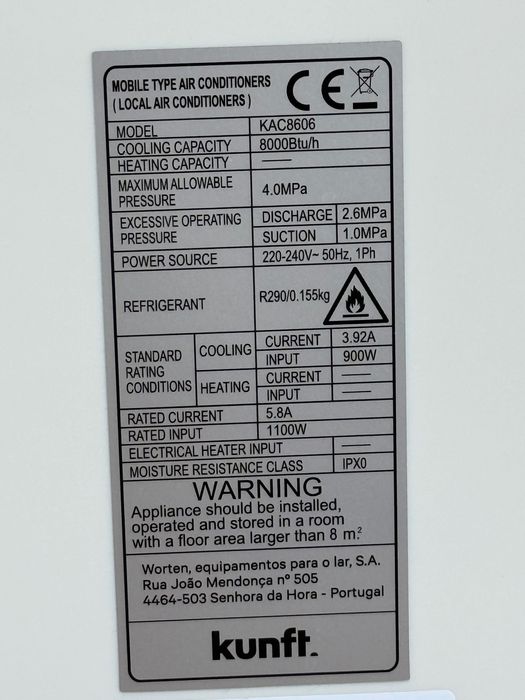 MOBILE TYPE AIR CONDITIONERS
( LOCAL AIR CONDITIONERS )
CE
MODEL KAC8606
COOLING CAPACITY 8000Btu/h
HEATING CAPACITY —
MAXIMUM ALLOWABLE
PRESSURE
4.0MPa
EXCESSIVE OPERATING
PRESSURE
DISCHARGE 2.6MPa
SUCTION 1.0MPa
POWER SOURCE 220-240V~ 50Hz, 1Ph
REFRIGERANT R290/0.155kg
STANDARD
RATING
CONDITIONS
COOLING
CURRENT 3.92A
INPUT 900W
HEATING
CURRENT —
INPUT —
RATED CURRENT 5.8A
RATED INPUT 1100W
ELECTRICAL HEATER INPUT —
MOISTURE RESISTANCE CLASS IPX0
WARNING
Appliance should be installed,
operated and stored in a room
with a floor area larger than 8 m².
Worten, equipamentos para o lar, S.A.
Rua João Mendonça nº 505
4464-503 Senhora da Hora - Portugal
kunft.